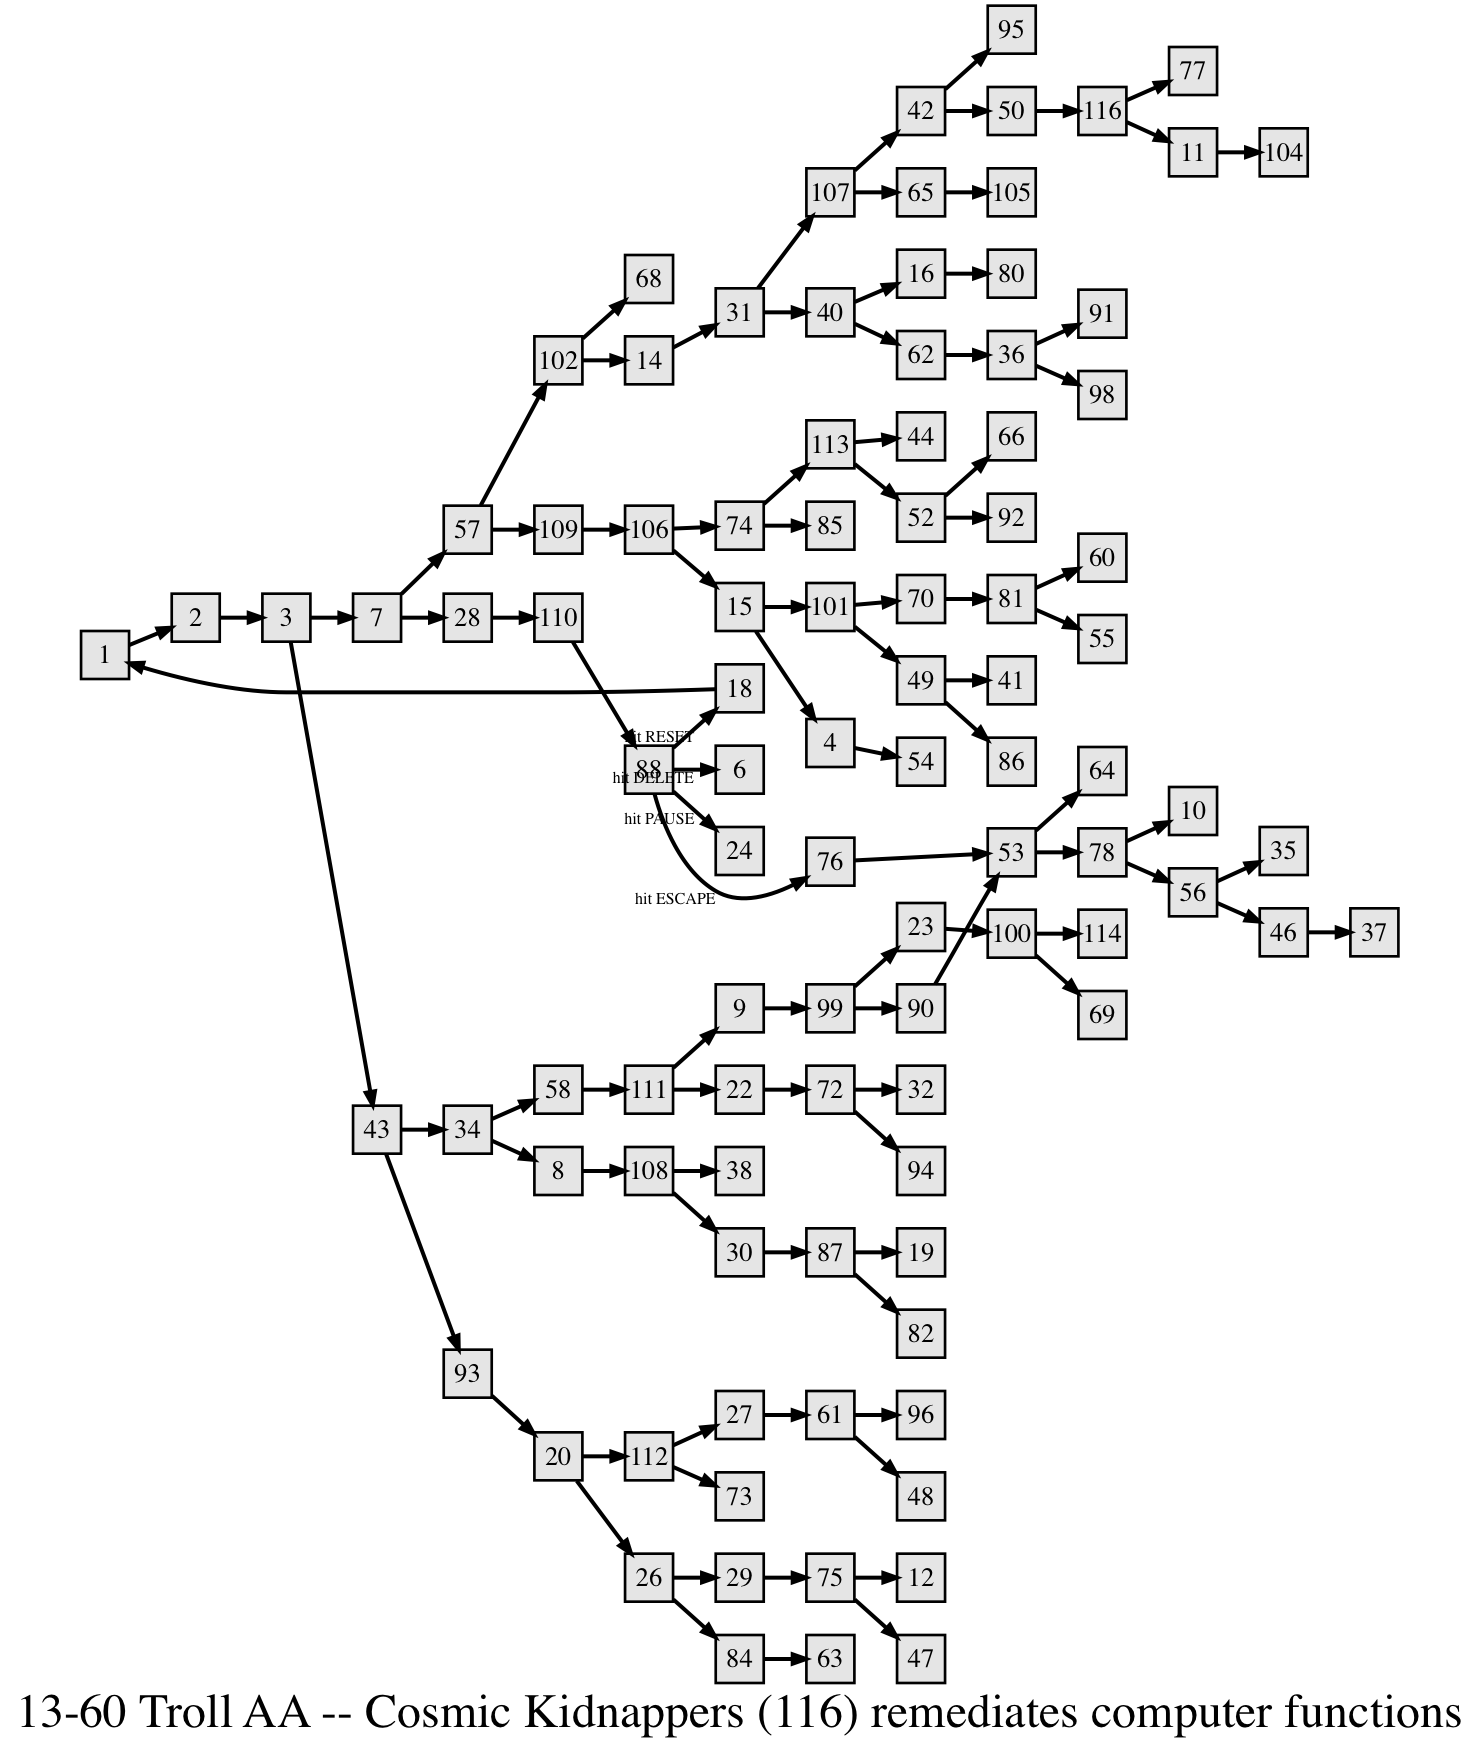 95
77
42 50 116
11 104
107 65 105
68
16 80
31 40
91
102 14
62 36
98
44 66
113
57 109 106 74 85
52 92
60
2 3 7 28 110
15 101 70 81
1
55
18
49 41
hit RESET
4
88 6
54 86 64
hit DELETE
hit PAUSE
10
24
76 53 78 35
56
hit ESCAPE
23 100 114 46 37
9 99 90
69
58 111 22 72 32
43 34
8 108 38 94
30 87 19
82
93
27 61 96
20 112
73 48
26 29 75 12
84 63 47
13-60 Troll AA -- Cosmic Kidnappers (116) remediates computer functions